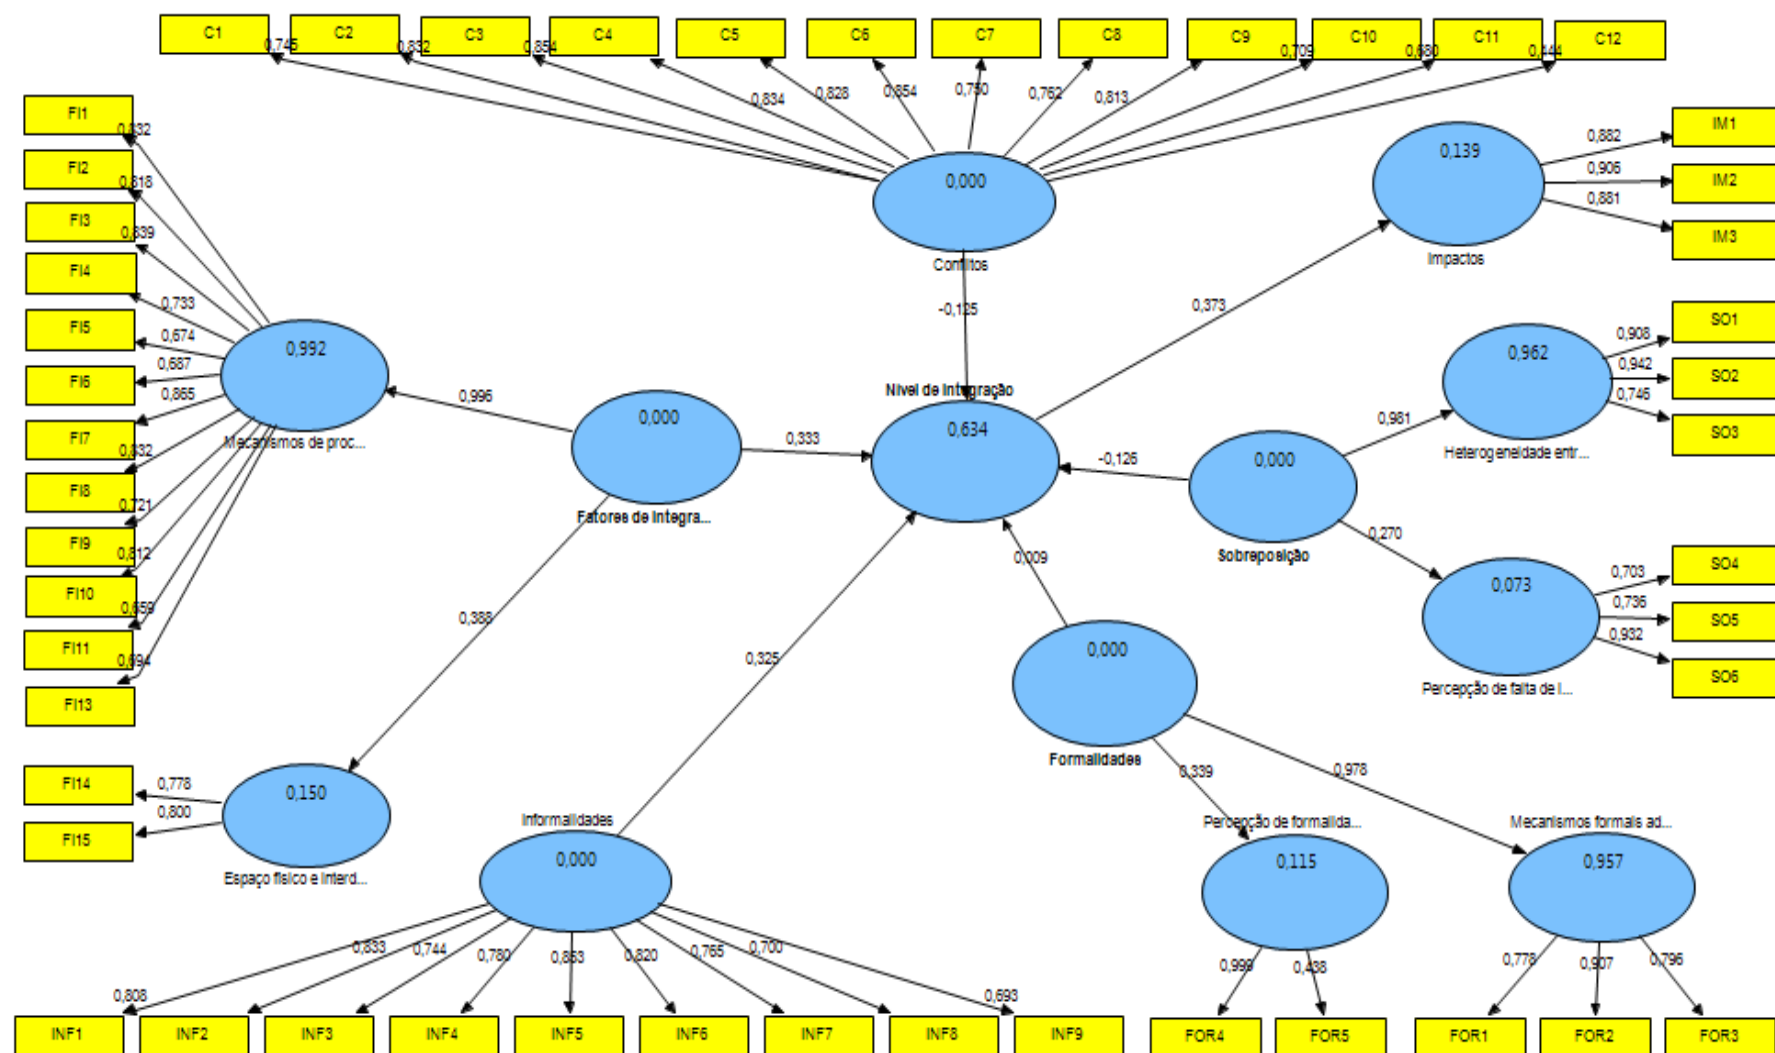 C1
C2
C3
C4
C5
C6
C7
C8
C9
C10
C11
C12
0,745
0,832
0,854
0,834
0,828
0,854
0,750
0,762
0,813
0,709
0,680
0,444
0,000
Conflitos
-0,125
FI1
FI2
FI3
FI4
FI5
FI6
FI7
FI8
FI9
FI10
FI11
FI13
0,832
0,818
0,839
0,733
0,674
0,687
0,865
0,832
0,721
0,812
0,659
0,694
0,992
Mecanismos de proc...
0,996
0,000
Fatores de Integra...
0,333
0,388
Nível de Integração
0,634
0,373
0,139
Impactos
0,882
0,906
0,881
IM1
IM2
IM3
0,962
Heterogeneidade entr...
0,908
0,942
0,746
SO1
SO2
SO3
0,981
-0,126
0,000
Sobreposição
0,270
0,073
Percepção de falta de l...
0,703
0,736
0,932
SO4
SO5
SO6
0,009
0,000
Formalidades
0,339
0,978
0,325
FI14
FI15
0,778
0,800
0,150
Espaço físico e Interd...
Informalidades
0,000
0,808
0,833
0,744
0,780
0,853
0,820
0,765
0,700
0,693
INF1
INF2
INF3
INF4
INF5
INF6
INF7
INF8
INF9
Percepção de formalida...
0,115
0,999
0,438
FOR4
FOR5
Mecanismos formais ad...
0,957
0,778
0,907
0,796
FOR1
FOR2
FOR3